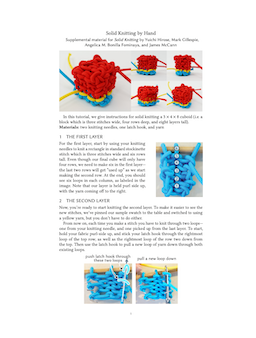 Solid Knitting by Hand
Supplemental material for Solid Knitting by Yuichi Hirose, Mark Gillespie,
Angelica M. Bonilla Fominaya, and James McCann
In this tutorial, we give instructions for solid knitting a 3 × 4 × 8 cuboid (i.e. a
block which is three stitches wide, four rows deep, and eight layers tall).
Materials: two knitting needles, one latch hook, and yarn
1 THE FIRST LAYER
For the first layer, start by using your knitting
needles to knit a rectangle in standard stockinette
stitch which is three stitches wide and six rows
tall. Even though our final cube will only have
four rows, we need to make six in the first layer—
the last two rows will get "used up" as we start
making the second row. At the end, you should
see six loops in each column, as labeled in the
image. Note that our layer is held purl side up,
with the yarn coming off to the right.
2 THE SECOND LAYER
Now, you're ready to start knitting the second layer. To make it easier to see the
new stitches, we've passed our sample swatch to the
and switched to using
a yellow yarn, but you don't have to do either.
From now on, each time you make a stitch you have to knit through two loops—
one from your knitting needle, and one picked up from the last layer. To start,
hold your fabric purl-side up, and stick your latch hook through the rightmost
loop of the top row, as well as the rightmost loop of the row two down from
the top. Then use the latch hook to pull a new loop of yarn down through both
existing loops.
push latch hook through
these two loops
pull a new loop down
1